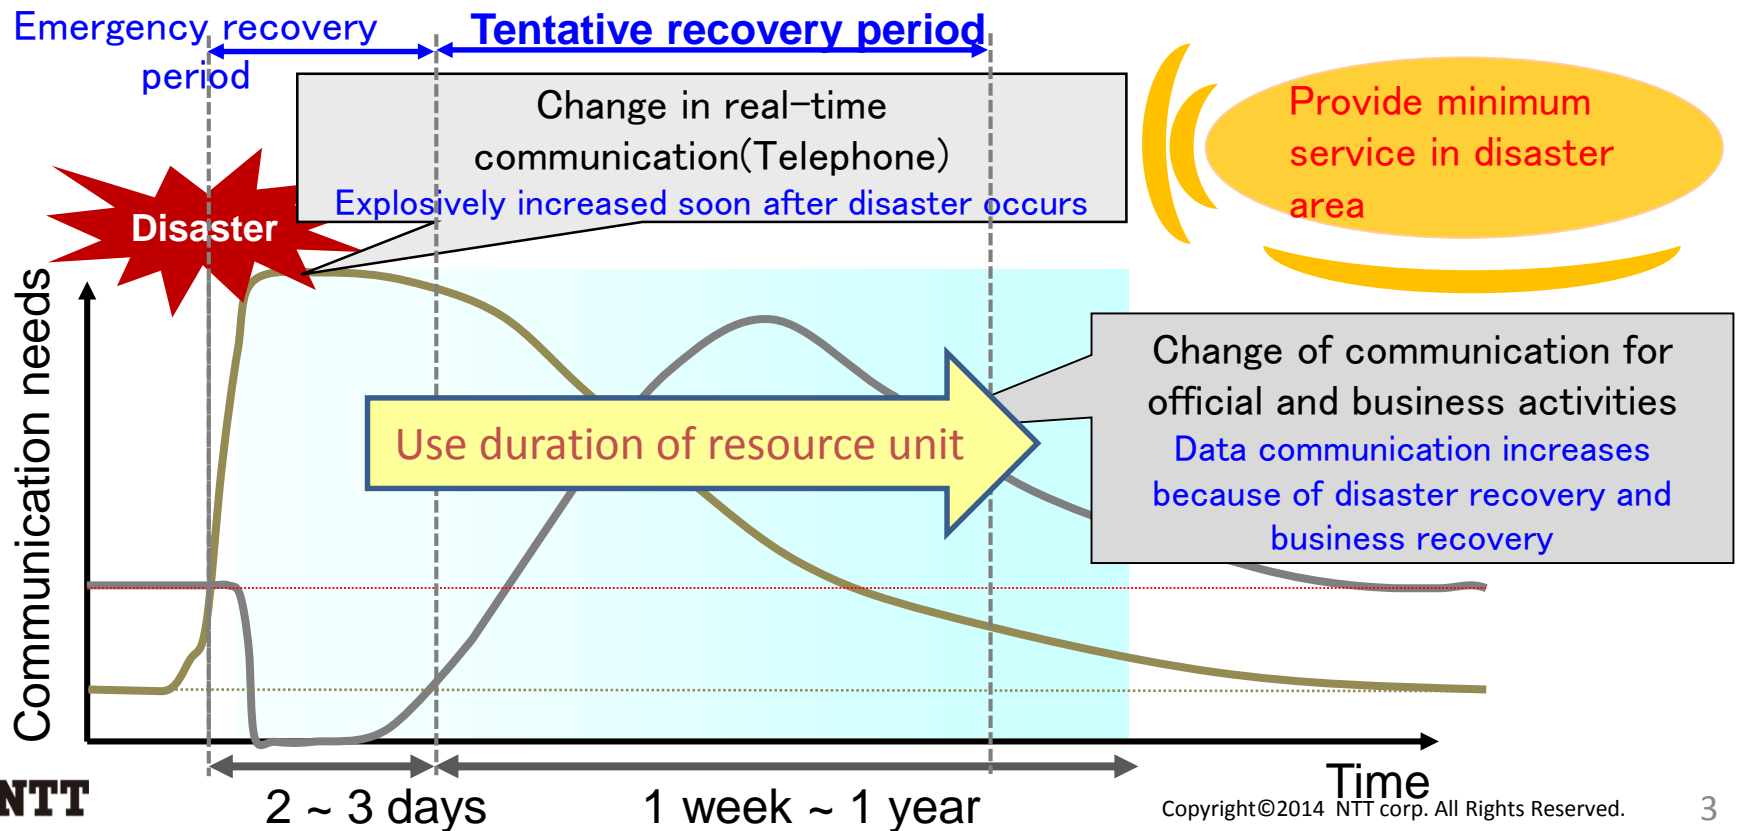 Emergency recovery
period
Tentative recovery period
Change in real-time
communication(Telephone)
Explosively increased soon after disaster occurs
Provide minimum
service in disaster
area
Disaster
Communication needs
Change of communication for
official and business activities
Data communication increases
because of disaster recovery and
business recovery
Use duration of resource unit
Time
NTT
2 ~ 3 days
1 week ~ 1 year
Copyright©2014 NTT corp. All Rights Reserved.
3